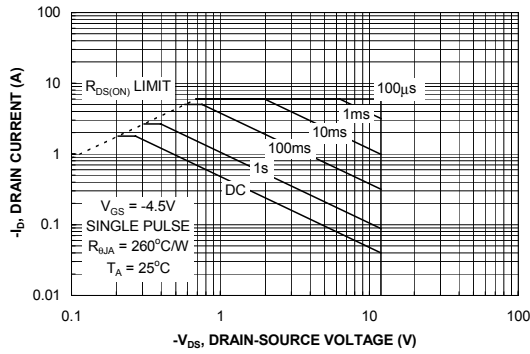 100
10
1
0.1
0.01
-I_D, DRAIN CURRENT (A)
R_DS(ON) LIMIT
100µs
1ms
10ms
100ms
1s
DC
V_GS = -4.5V
SINGLE PULSE
R_θJA = 260°C/W
T_A = 25°C
0.1 1 10 100
-V_DS, DRAIN-SOURCE VOLTAGE (V)